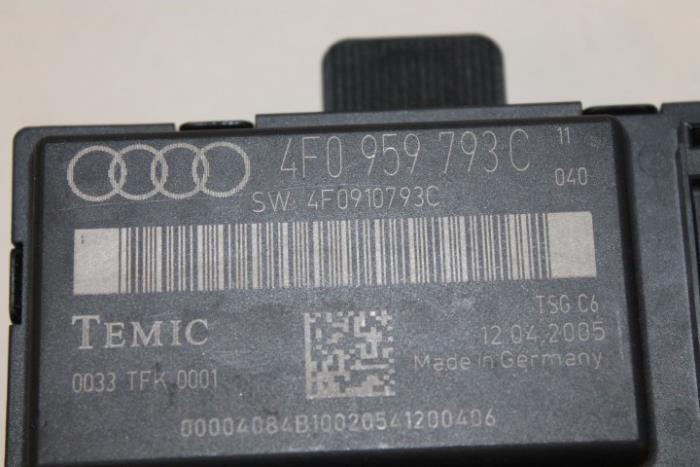 4F0 959 793 C 11
040
SW 4F0910793C
TEMIC
TSG C6
12.04.2005
Made in Germany
0033 TFK 0001
00004084B10020541200406